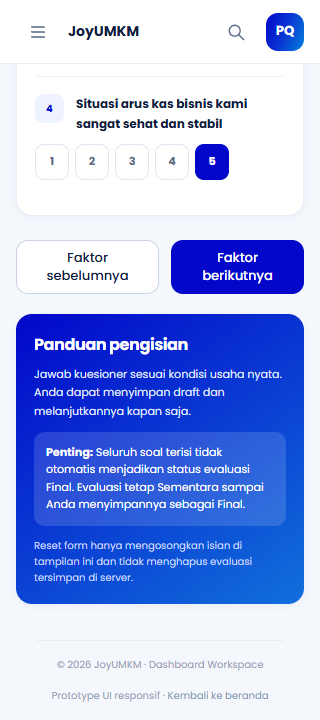 JoyUMKM
PQ
4
Situasi arus kas bisnis kami
sangat sehat dan stabil
1 2 3 4 5
Faktor
sebelumnya
Faktor
berikutnya
Panduan pengisian
Jawab kuesioner sesuai kondisi usaha nyata.
Anda dapat menyimpan draft dan
melanjutkannya kapan saja.
Penting: Seluruh soal terisi tidak
otomatis menjadikan status evaluasi
Final. Evaluasi tetap Sementara sampai
Anda menyimpannya sebagai Final.
Reset form hanya mengosongkan isian di
tampilan ini dan tidak menghapus evaluasi
tersimpan di server.
© 2026 JoyUMKM · Dashboard Workspace
Prototype UI responsif · Kembali ke beranda